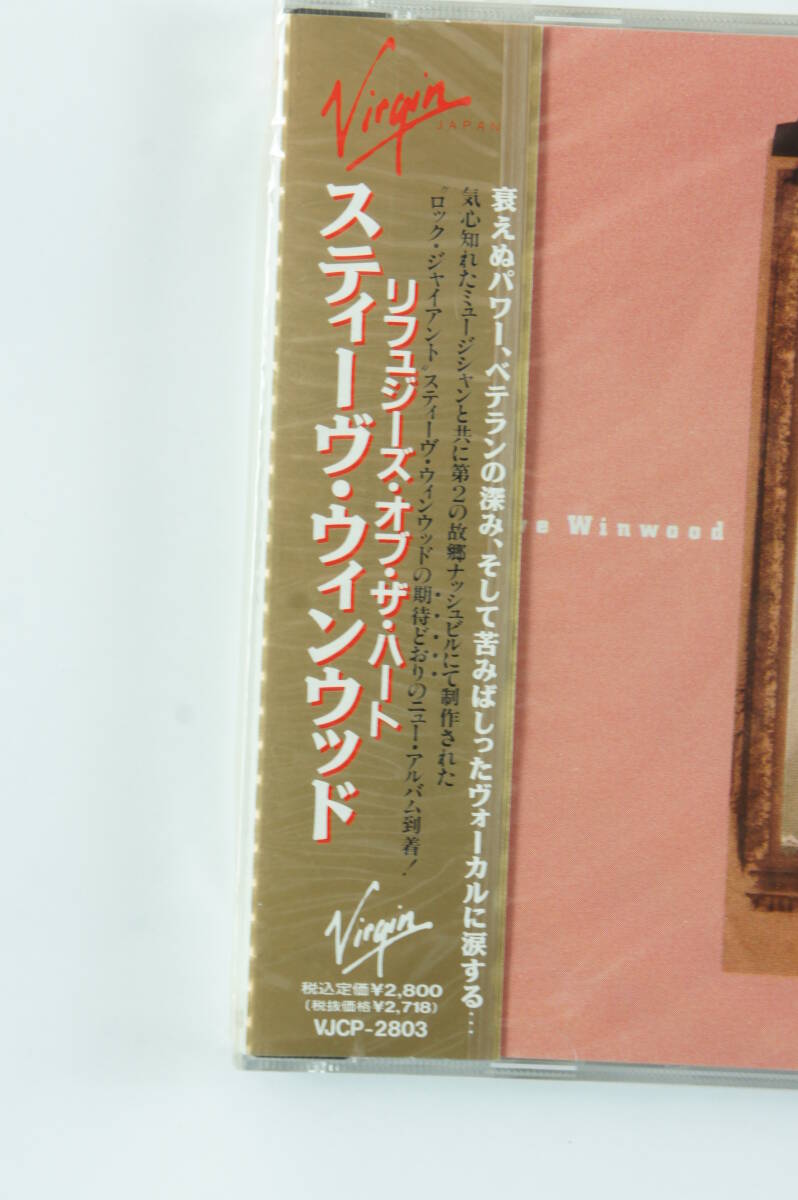 Virgin
JAPAN
衰えぬパワー、ベテランの深み、そして苦みばしったヴォーカルに涙する…
気心知れたミュージシャンと共に第2の故郷ナッシュビルにて制作された
"ロック・ジャイアント"スティーヴ・ウィンウッドの期待どおりのニュー・アルバム到着!
リフュジーズ・オブ・ザ・ハート
スティーヴ・ウィンウッド
Virgin
税込定価¥2,800
(税抜価格¥2,718)
VJCP-2803
ve Winwood